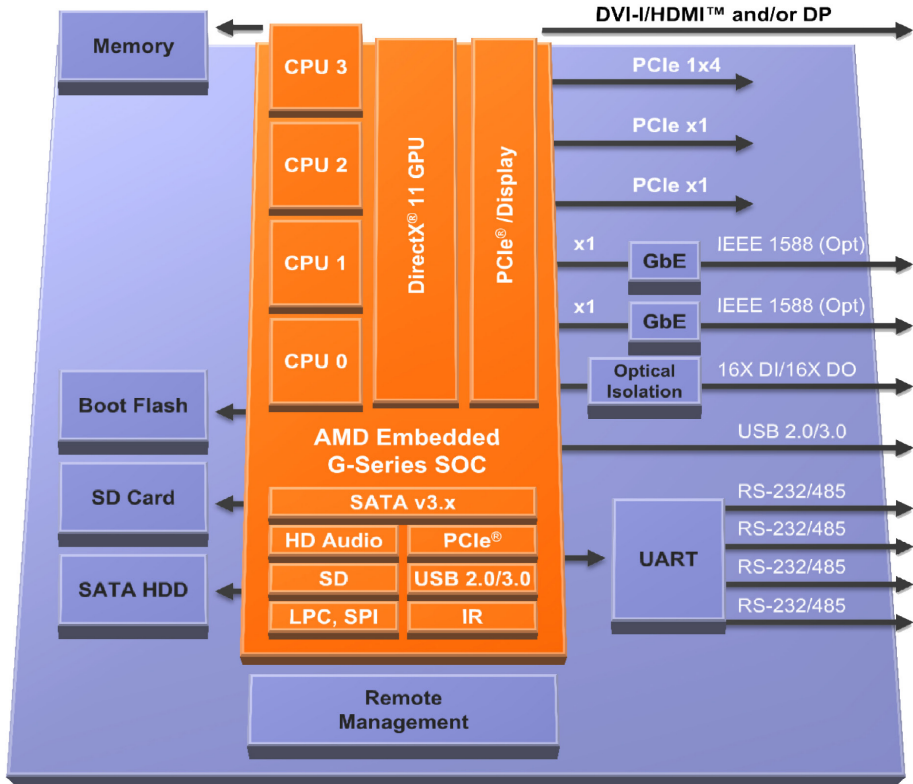 DVI-I/HDMI™ and/or DP
Memory
CPU 3
CPU 2
CPU 1
CPU 0
DirectX® 11 GPU
PCIe® /Display
PCIe 1x4
PCIe x1
PCIe x1
x1
GbE
IEEE 1588 (Opt)
x1
GbE
IEEE 1588 (Opt)
Optical
Isolation
16X DI/16X DO
USB 2.0/3.0
Boot Flash
SD Card
SATA HDD
AMD Embedded
G-Series SOC
SATA v3.x
HD Audio
PCIe®
SD
USB 2.0/3.0
LPC, SPI
IR
UART
RS-232/485
RS-232/485
RS-232/485
RS-232/485
Remote
Management